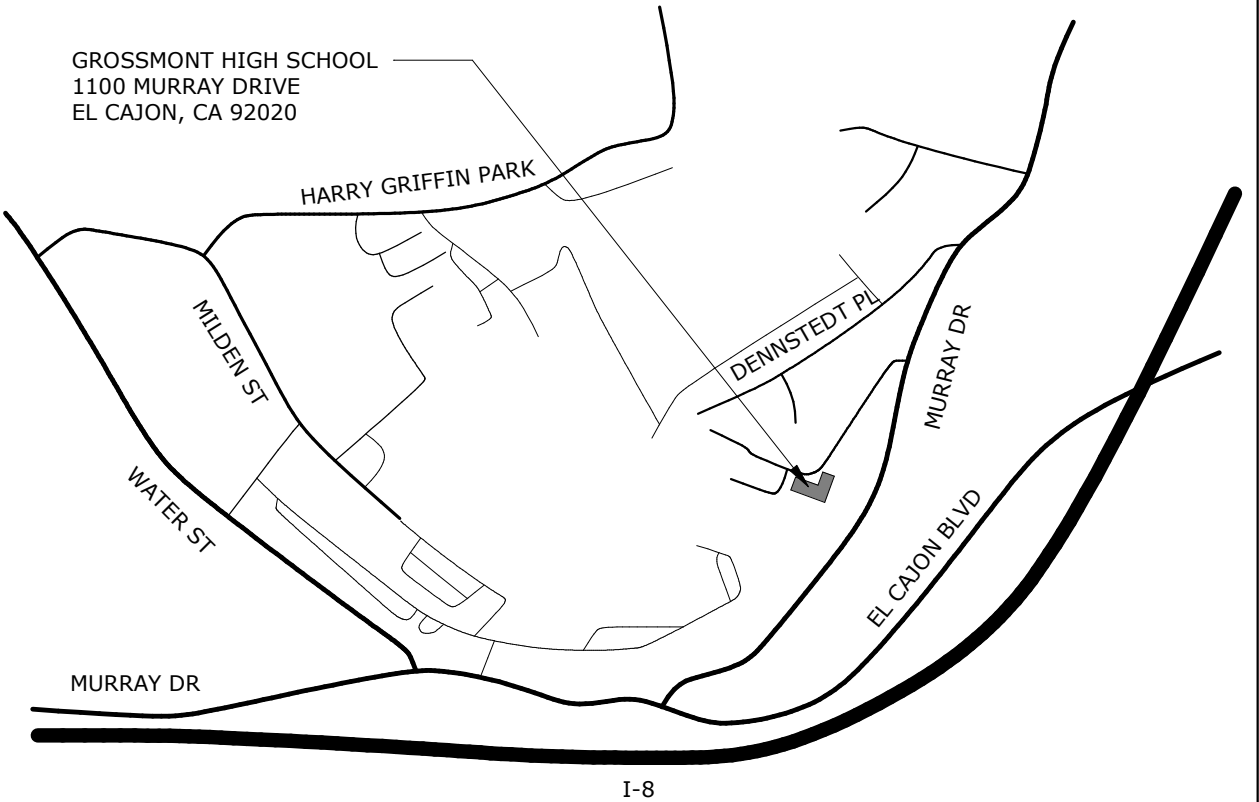 GROSSMONT HIGH SCHOOL
1100 MURRAY DRIVE
EL CAJON, CA 92020
HARRY GRIFFIN PARK
MILDEN ST
DENNSTEDT PL
MURRAY DR
WATER ST
EL CAJON BLVD
MURRAY DR
I-8